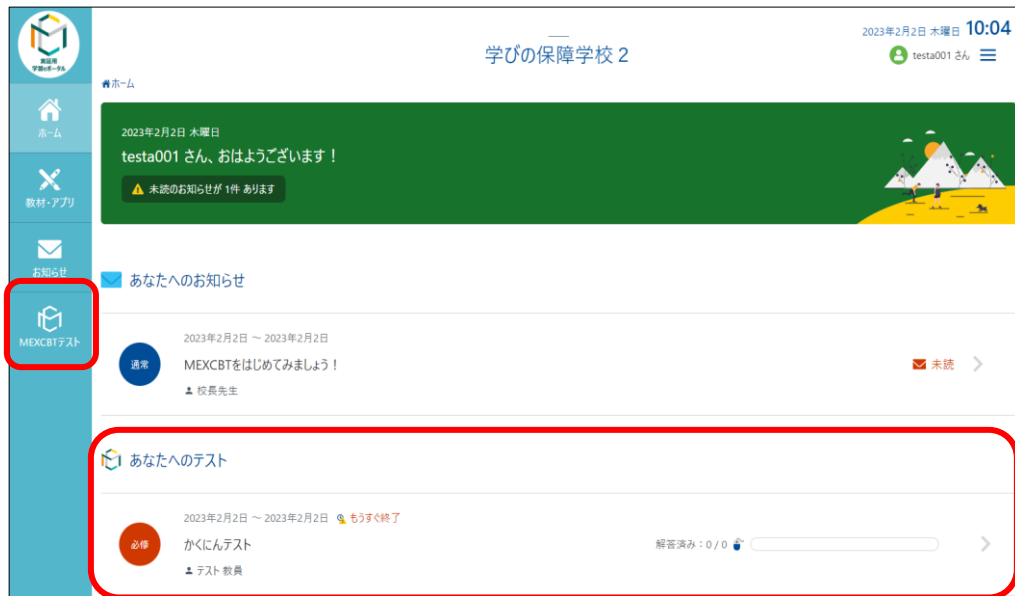 実証用
学習eポータル
ホーム
教材・アプリ
お知らせ
MEXCBTテスト
学びの保障学校 2
2023年2月2日 木曜日 10:04
testa001 さん
ホーム
2023年2月2日 木曜日
testa001 さん、おはようございます！
未読のお知らせが 1件 あります
あなたへのお知らせ
通常
2023年2月2日 ～ 2023年2月2日
MEXCBTをはじめてみましょう！
校長先生
未読
あなたへのテスト
必修
2023年2月2日 ～ 2023年2月2日 もうすぐ終了
かくにんテスト
テスト 教員
解答済み：0 / 0